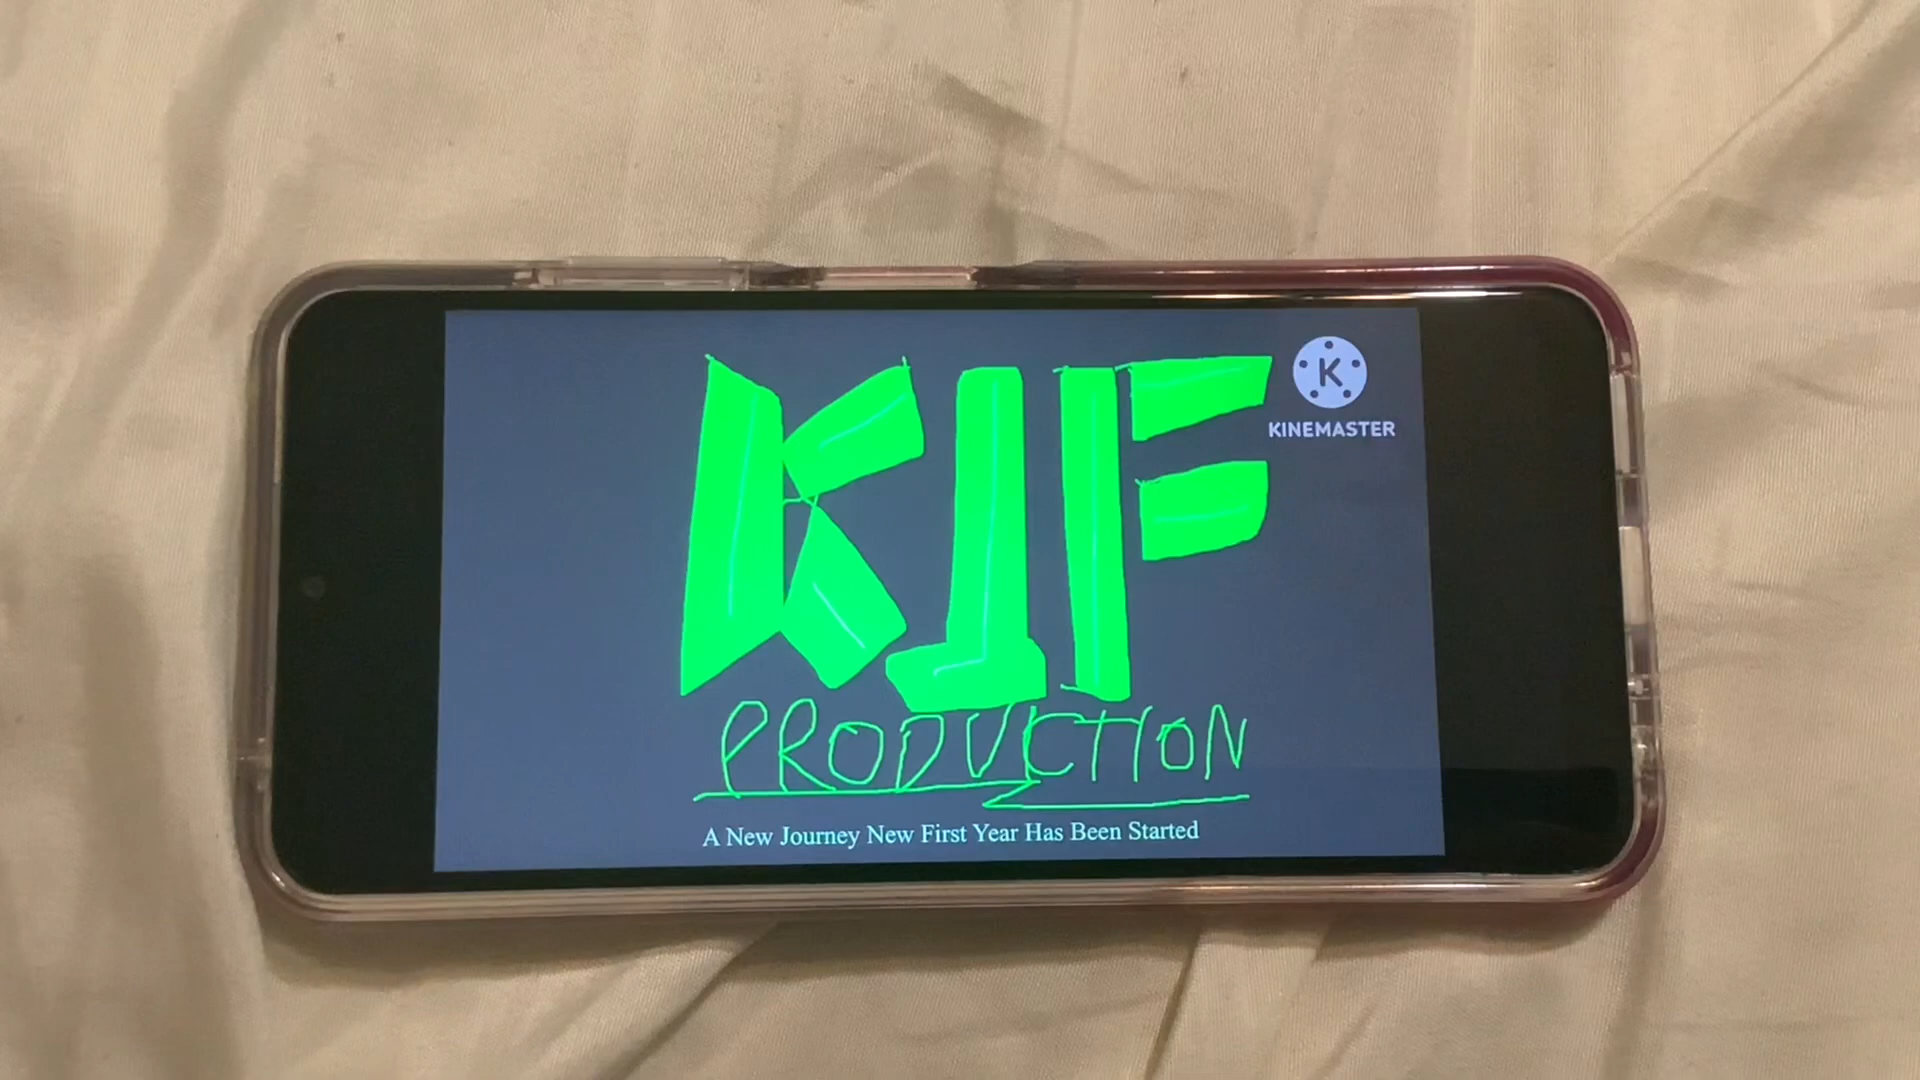 KJF
K
KINEMASTER
PRODUCTION
A New Journey New First Year Has Been Started